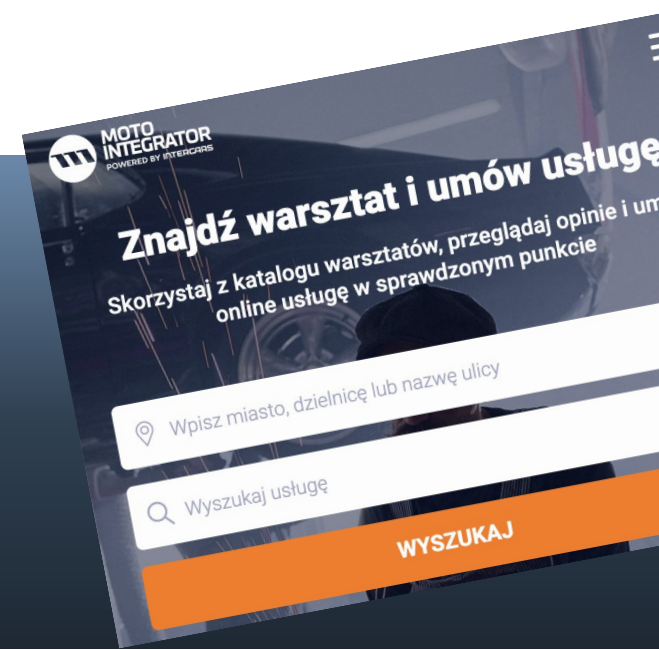 MOTO
INTEGRATOR
POWERED BY INTERCARS
Znajdź warsztat i umów usługę
Skorzystaj z katalogu warsztatów, przeglądaj opinie i um
online usługę w sprawdzonym punkcie
Wpisz miasto, dzielnicę lub nazwę ulicy
Wyszukaj usługę
WYSZUKAJ